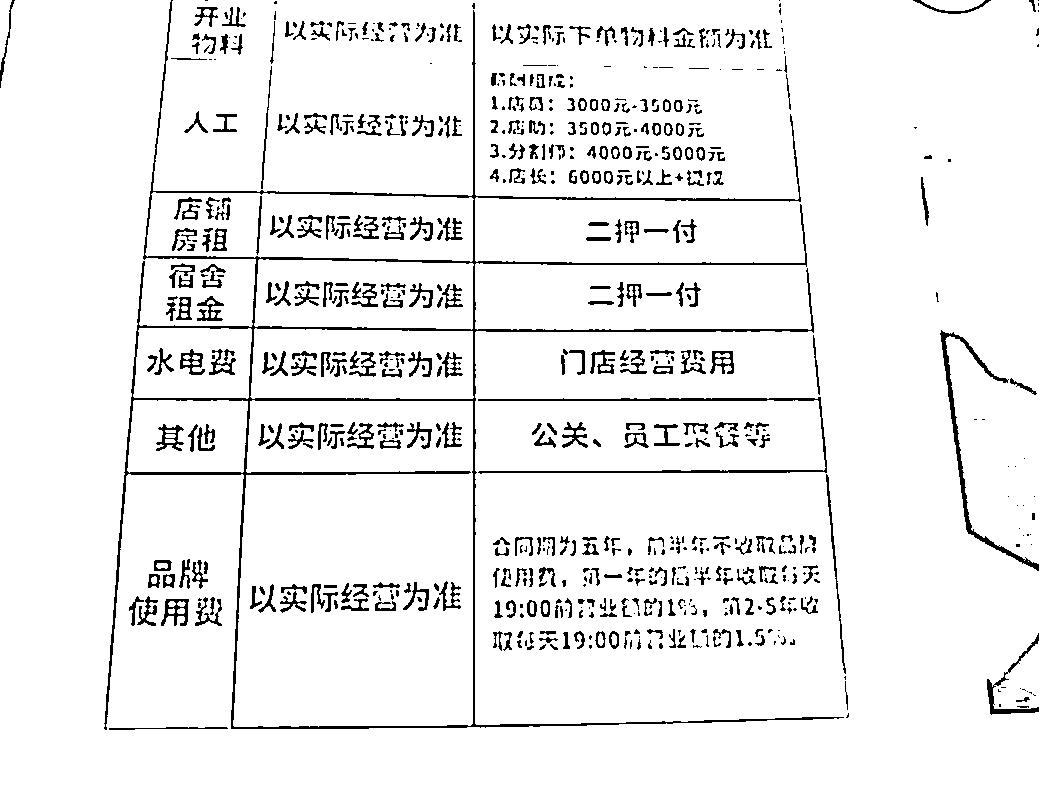 开业
物料
以实际经营为准
以实际下单物料金额为准
人工
以实际经营为准
1.店员：3000元-3500元
2.店助：3500元-4000元
3.分割师：4000元-5000元
4.店长：6000元以上+提成
店铺
房租
以实际经营为准
二押一付
宿舍
租金
以实际经营为准
二押一付
水电费
以实际经营为准
门店经营费用
其他
以实际经营为准
公关、员工聚餐等
品牌
使用费
以实际经营为准
合同期为五年，前半年不收取品牌
使用费，第一年的后半年收取每天
19:00前营业额的1%，第2-5年收
取每天19:00前营业额的1.5%。